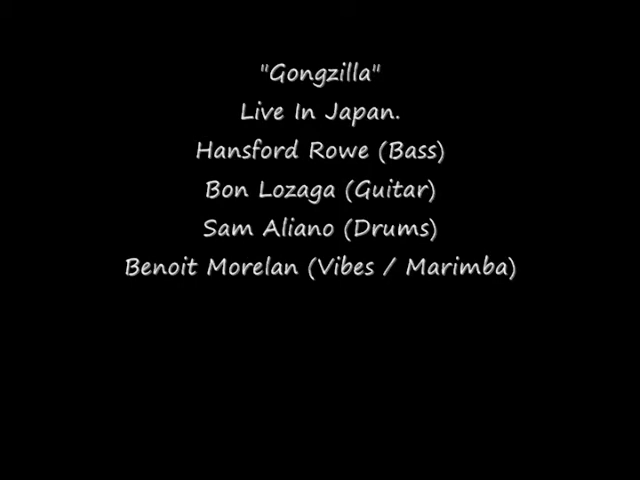 "Gongzilla"
Live In Japan.
Hansford Rowe (Bass)
Bon Lozaga (Guitar)
Sam Aliano (Drums)
Benoit Morelan (Vibes / Marimba)